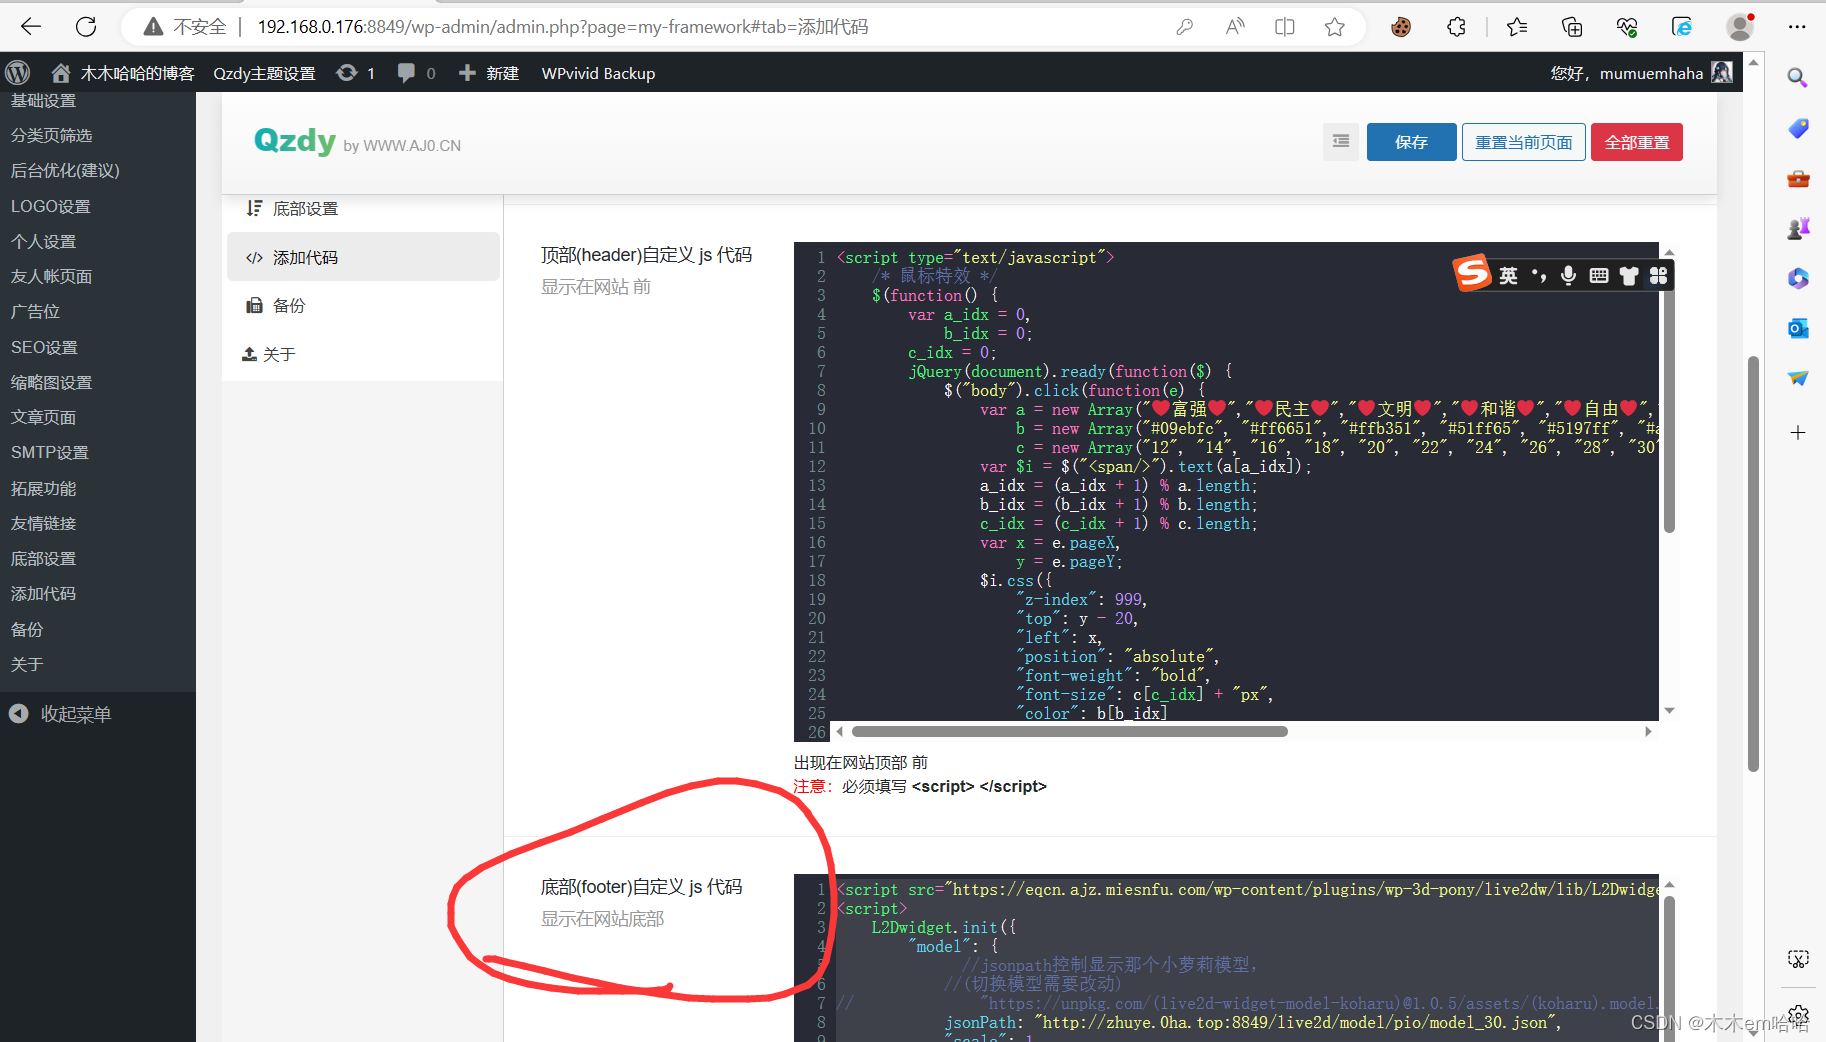 不安全
192.168.0.176:8849/wp-admin/admin.php?page=my-framework#tab=添加代码
木木哈哈的博客 Qzdy主题设置 1 0 新建 WPvivid Backup
您好，mumuemhaha
基础设置
分类页筛选
后台优化(建议)
LOGO设置
个人设置
友人帐页面
广告位
SEO设置
缩略图设置
文章页面
SMTP设置
拓展功能
友情链接
底部设置
添加代码
备份
关于
收起菜单
Qzdy by WWW.AJ0.CN
保存
重置当前页面
全部重置
底部设置
</> 添加代码
备份
关于
顶部(header)自定义 js 代码
显示在网站 前
英
1 <script type="text/javascript">
2 /* 鼠标特效 */
3 $(function() {
4 var a_idx = 0,
5 b_idx = 0;
6 c_idx = 0;
7 jQuery(document).ready(function($) {
8 $("body").click(function(e) {
9 var a = new Array("❤富强❤","❤民主❤","❤文明❤","❤和谐❤","❤自由❤","
10 b = new Array("#09ebfc", "#ff6651", "#ffb351", "#51ff65", "#5197ff", "#a
11 c = new Array("12", "14", "16", "18", "20", "22", "24", "26", "28", "30"
12 var $i = $("<span/>").text(a[a_idx]);
13 a_idx = (a_idx + 1) % a.length;
14 b_idx = (b_idx + 1) % b.length;
15 c_idx = (c_idx + 1) % c.length;
16 var x = e.pageX,
17 y = e.pageY;
18 $i.css({
19 "z-index": 999,
20 "top": y - 20,
21 "left": x,
22 "position": "absolute",
23 "font-weight": "bold",
24 "font-size": c[c_idx] + "px",
25 "color": b[b_idx]
26
出现在网站顶部 前
注意：必须填写 <script> </script>
底部(footer)自定义 js 代码
显示在网站底部
1 <script src="https://eqcn.ajz.miesnfu.com/wp-content/plugins/wp-3d-pony/live2dw/lib/L2Dwidge
2 <script>
3 L2Dwidget.init({
4 "model": {
//jsonpath控制显示那个小萝莉模型，
6 //(切换模型需要改动)
7 // "https://unpkg.com/(live2d-widget-model-koharu)@1.0.5/assets/(koharu).model.
8 jsonPath: "http://zhuye.0ha.top:8849/live2d/model/pio/model_30.json",
9 "scale": 1
CSDN @木木em哈哈